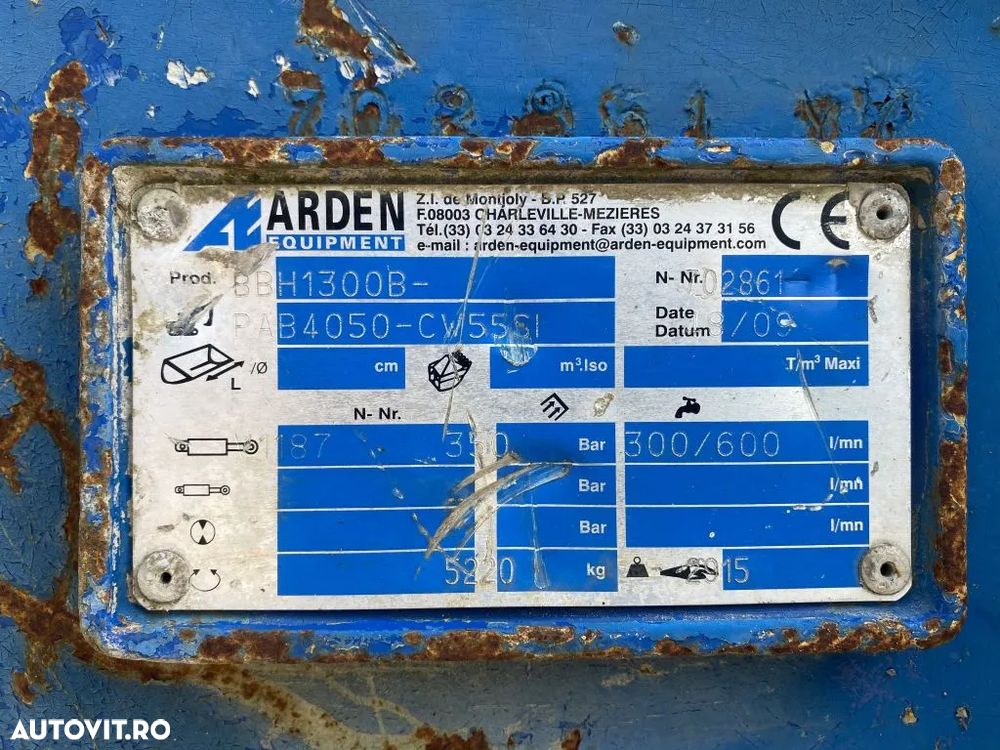 ARDEN
EQUIPMENT
Z.I. de Montjoly - B.P. 527
F.08003 CHARLEVILLE-MEZIERES
Tél.(33) 03 24 33 64 30 - Fax (33) 03 24 37 31 56
e-mail : arden-equipment@arden-equipment.com
CE
Prod. BBH1300B-
N- Nr. 02861-
PAB4050-CW55SI
Date
Datum /09
/Ø cm m³.Iso T/m³ Maxi
L
N- Nr.
1187 350 Bar 300/600 l/mn
Bar l/mn
Bar l/mn
5220 kg
AUTOVIT.RO